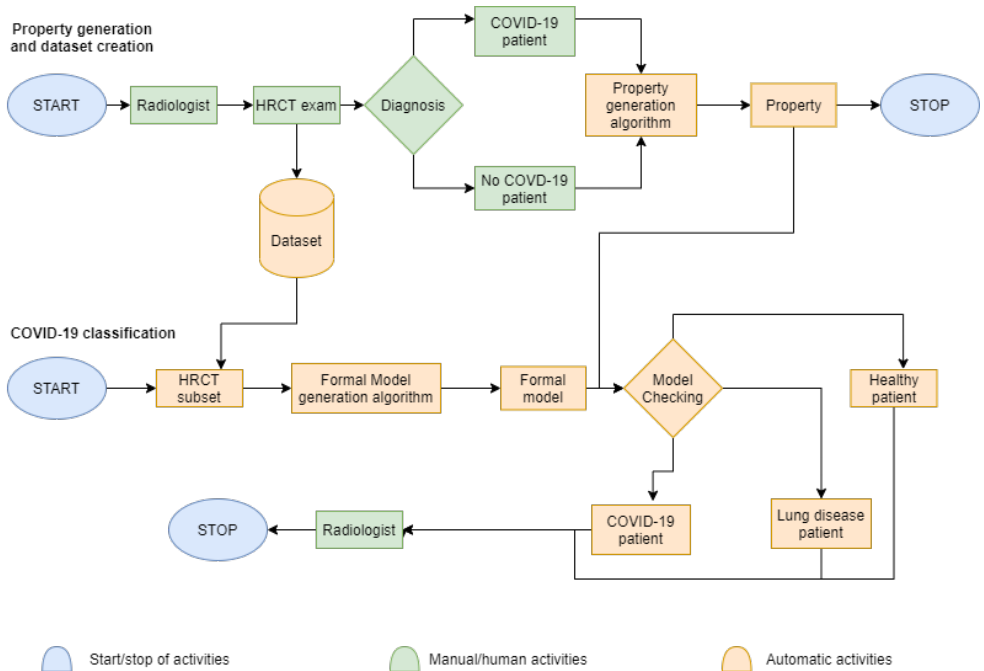 Property generation
and dataset creation
COVID-19
patient
START
Radiologist
HRCT exam
Diagnosis
Property
generation
algorithm
Property
STOP
No COVD-19
patient
Dataset
COVID-19 classification
START
HRCT
subset
Formal Model
generation algorithm
Formal
model
Model
Checking
Healthy
patient
STOP
Radiologist
COVID-19
patient
Lung disease
patient
Start/stop of activities
Manual/human activities
Automatic activities